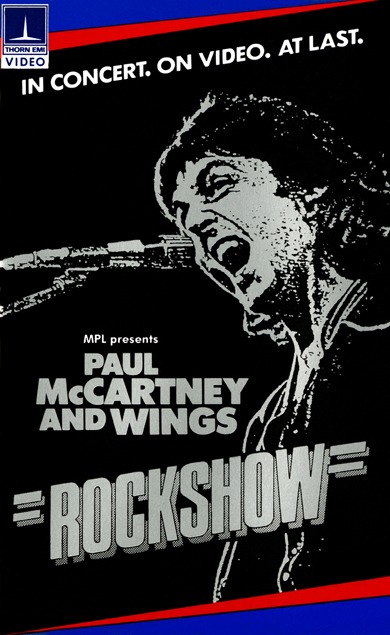 THORN EMI
VIDEO
IN CONCERT. ON VIDEO. AT LAST.
MPL presents
PAUL
McCARTNEY
AND WINGS
ROCKSHOW